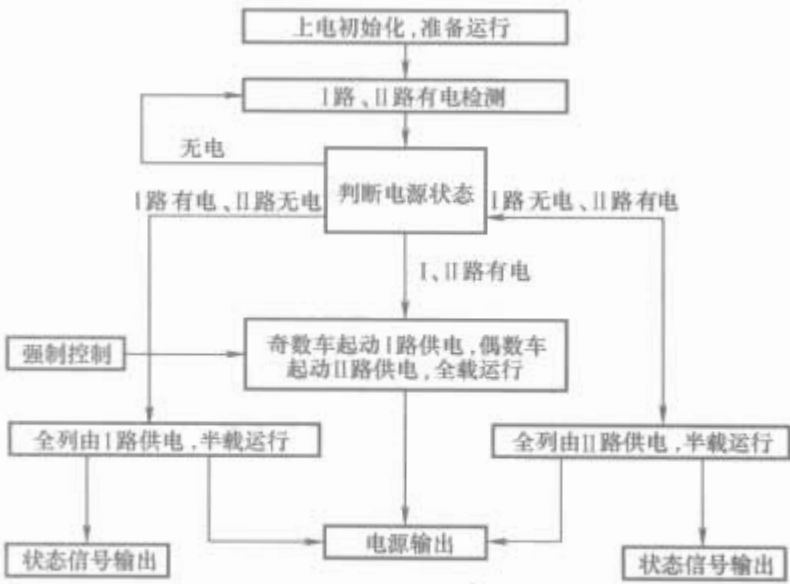 上电初始化,准备运行
Ⅰ路、Ⅱ路有电检测
无电
判断电源状态
Ⅰ路有电、Ⅱ路无电
Ⅰ路无电、Ⅱ路有电
Ⅰ、Ⅱ路有电
强制控制
奇数车起动Ⅰ路供电,偶数车
起动Ⅱ路供电,全载运行
全列由Ⅰ路供电,半载运行
全列由Ⅱ路供电,半载运行
状态信号输出
电源输出
状态信号输出